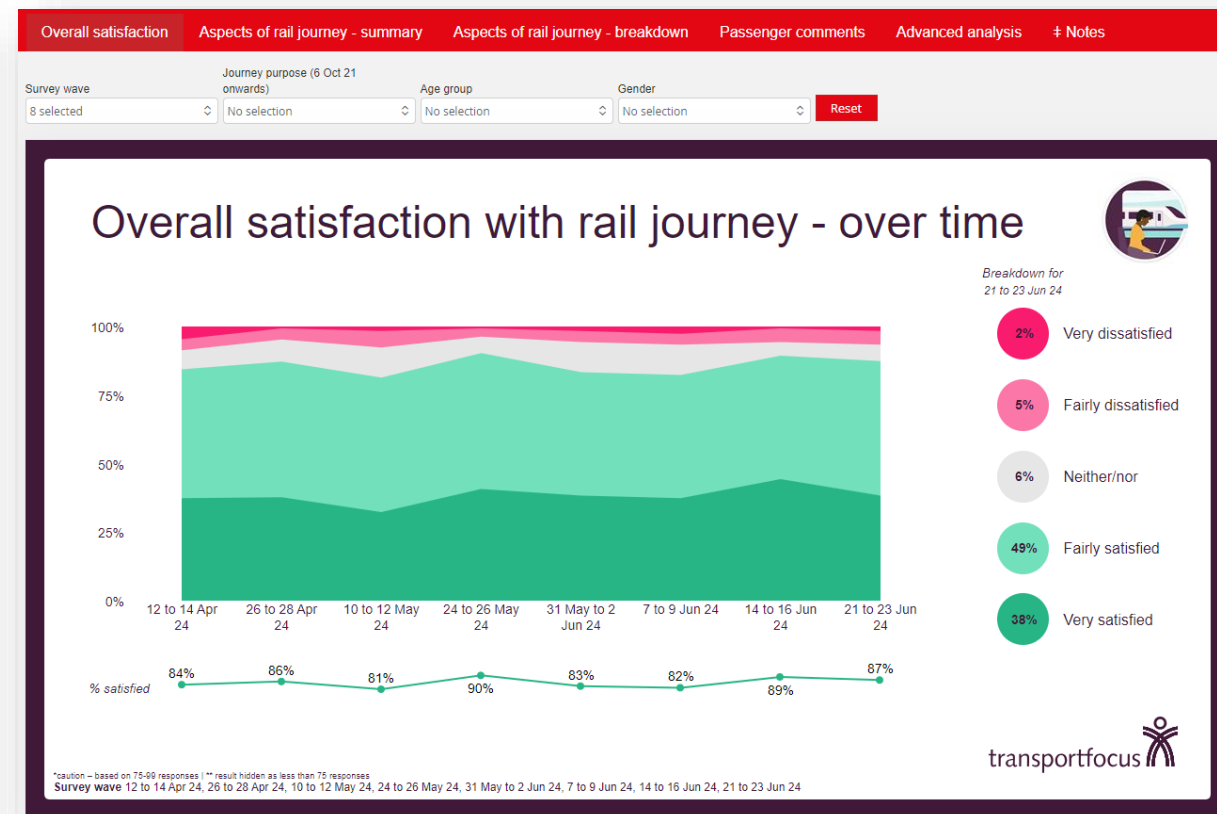 Overall satisfaction Aspects of rail journey - summary Aspects of rail journey - breakdown Passenger comments Advanced analysis ‡ Notes
Journey purpose (6 Oct 21
Survey wave onwards) Age group Gender
8 selected No selection No selection No selection Reset
Overall satisfaction with rail journey - over time
Breakdown for
21 to 23 Jun 24
100%
75%
50%
25%
0%
2% Very dissatisfied
5% Fairly dissatisfied
6% Neither/nor
49% Fairly satisfied
38% Very satisfied
12 to 14 Apr 26 to 28 Apr 10 to 12 May 24 to 26 May 31 May to 2 7 to 9 Jun 24 14 to 16 Jun 21 to 23 Jun
24 24 24 24 Jun 24 24 24
% satisfied 84% 86% 81% 90% 83% 82% 89% 87%
transportfocus
*caution – based on 75-99 responses | ** result hidden as less than 75 responses
Survey wave 12 to 14 Apr 24, 26 to 28 Apr 24, 10 to 12 May 24, 24 to 26 May 24, 31 May to 2 Jun 24, 7 to 9 Jun 24, 14 to 16 Jun 24, 21 to 23 Jun 24